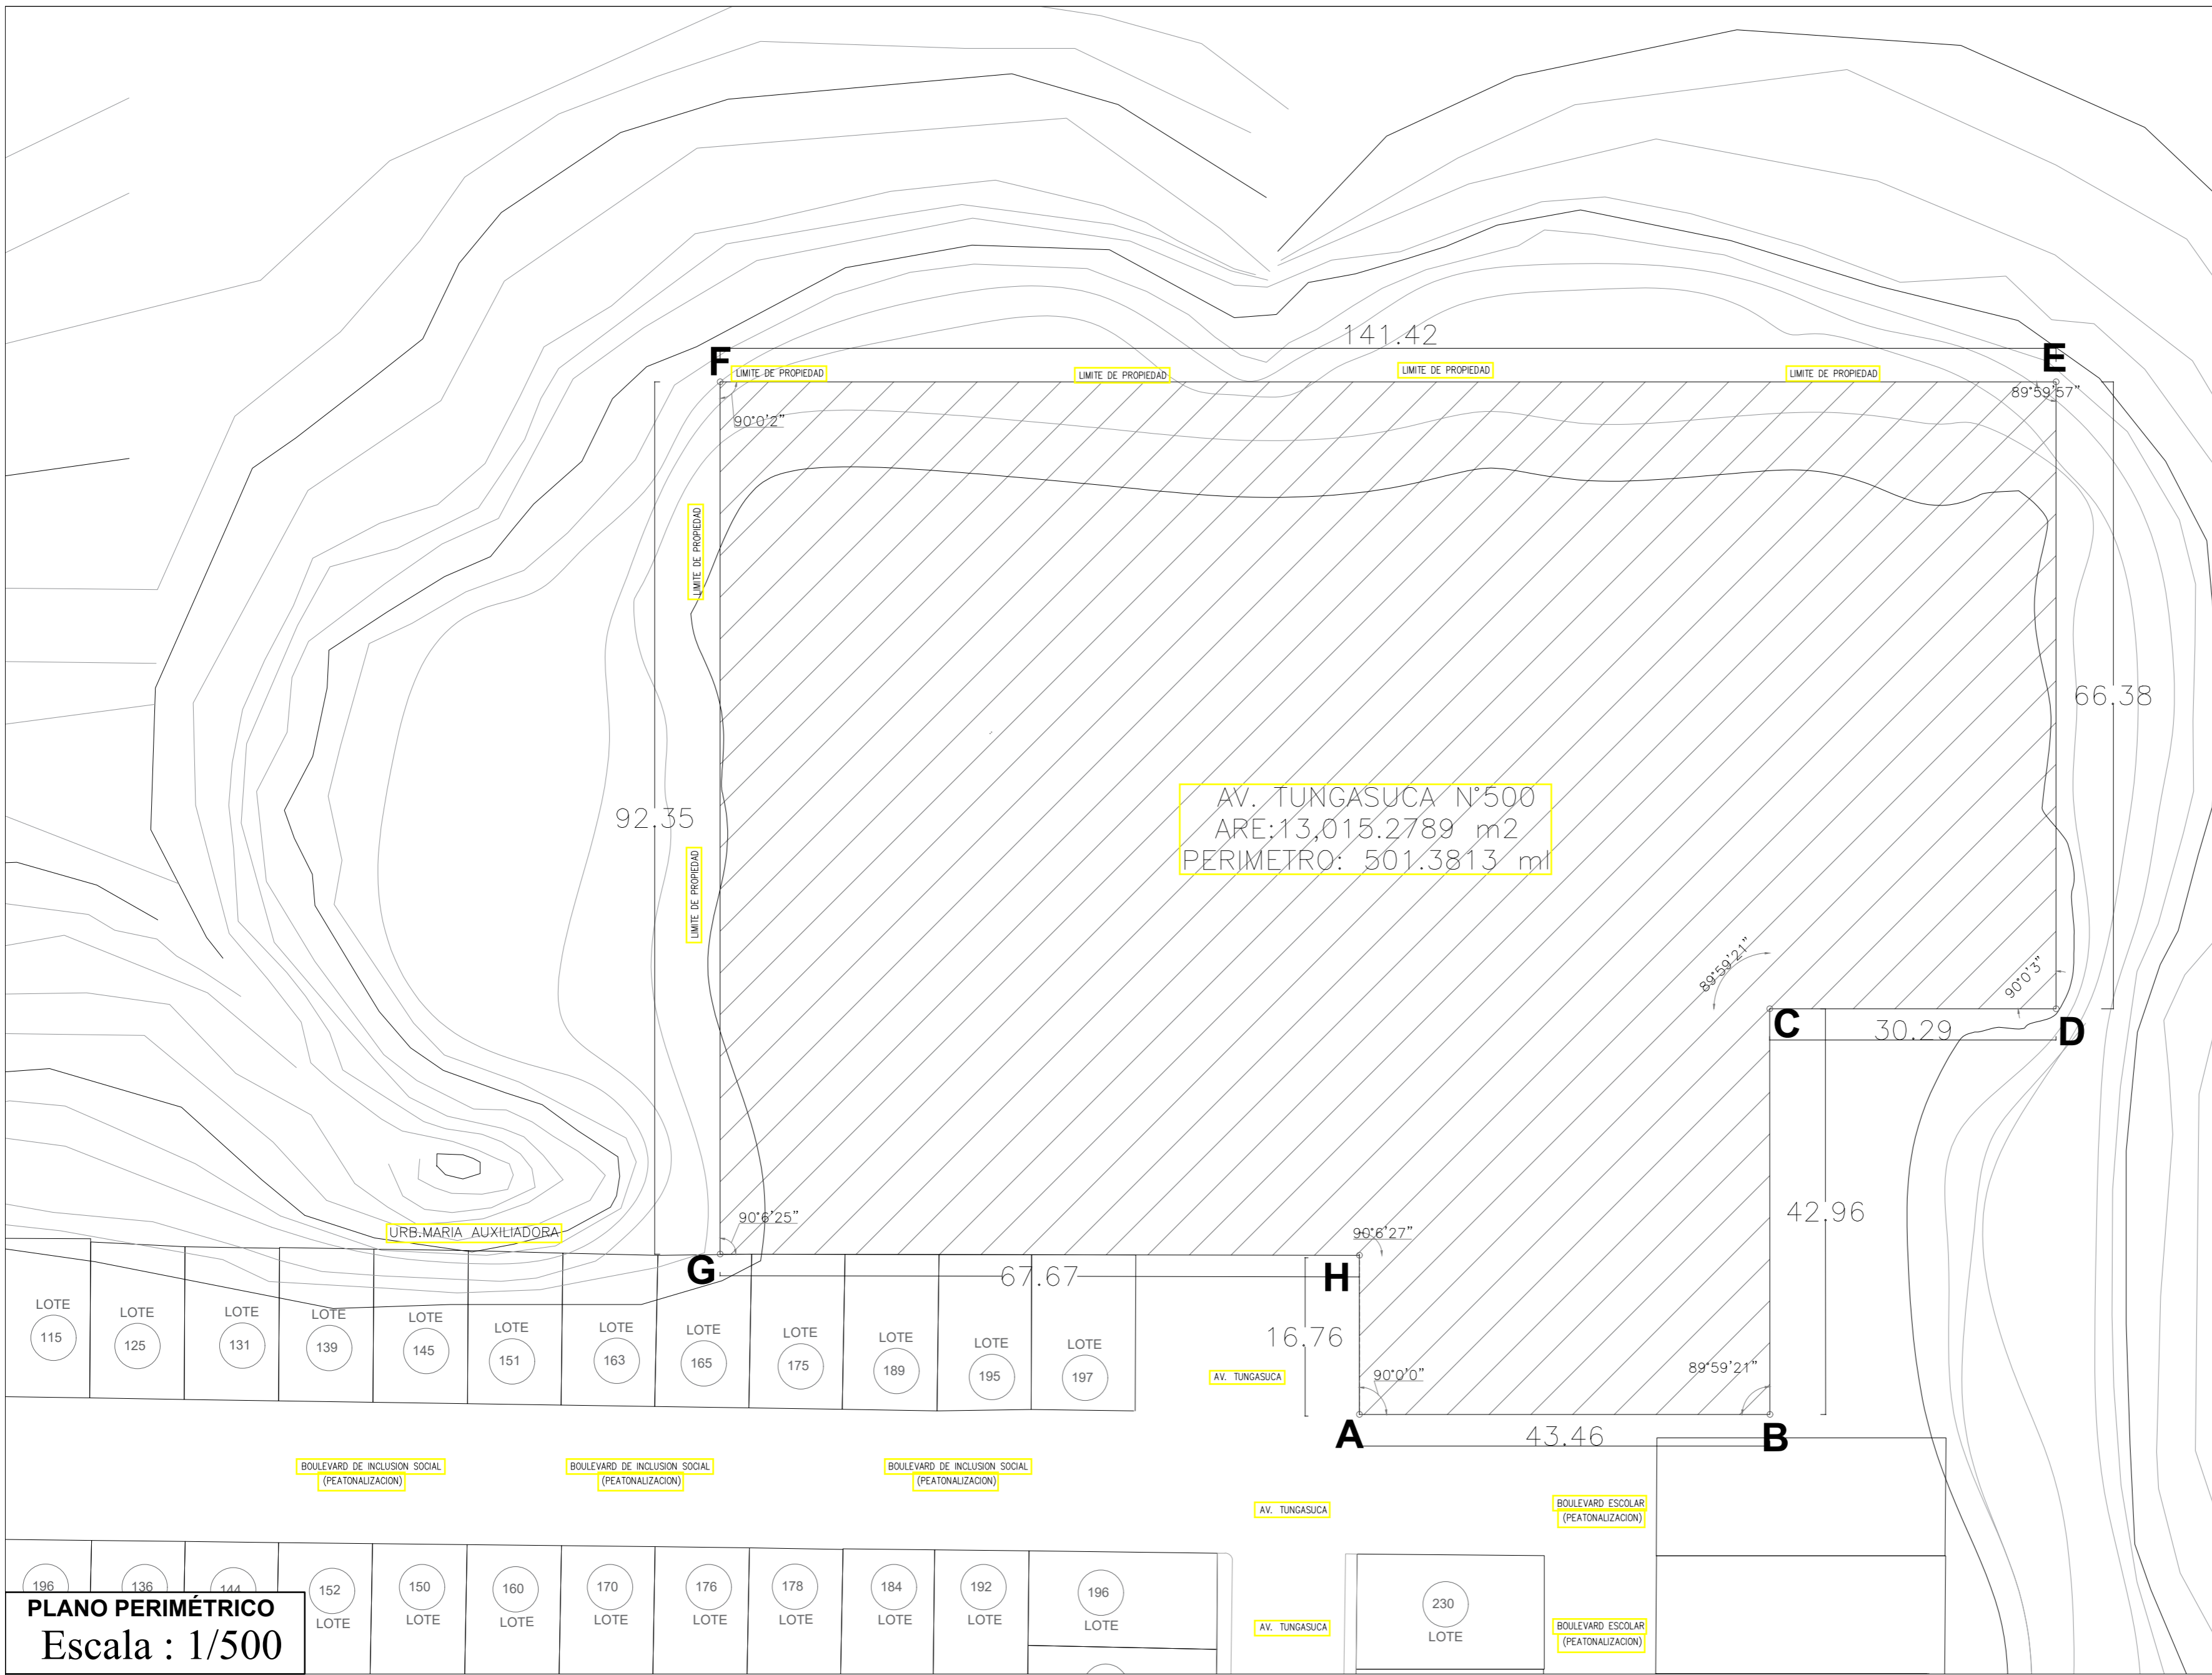 141.42
F
E
LIMITE DE PROPIEDAD
LIMITE DE PROPIEDAD
LIMITE DE PROPIEDAD
LIMITE DE PROPIEDAD
89°59'57"
90°0'2"
LIMITE DE PROPIEDAD
66.38
92.35
AV. TUNGASUCA N°500
ARE:13,015.2789 m2
PERIMETRO: 501.3813 ml
LIMITE DE PROPIEDAD
89°59'21"
90°0'3"
C
D
30.29
42.96
90°6'25"
90°6'27"
URB.MARIA AUXILIADORA
G
H
67.67
16.76
LOTE
115
LOTE
125
LOTE
131
LOTE
139
LOTE
145
LOTE
151
LOTE
163
LOTE
165
LOTE
175
LOTE
189
LOTE
195
LOTE
197
AV. TUNGASUCA
90°0'0"
89°59'21"
A
B
43.46
BOULEVARD DE INCLUSION SOCIAL
(PEATONALIZACION)
BOULEVARD DE INCLUSION SOCIAL
(PEATONALIZACION)
BOULEVARD DE INCLUSION SOCIAL
(PEATONALIZACION)
AV. TUNGASUCA
BOULEVARD ESCOLAR
(PEATONALIZACION)
196
136
144
152
LOTE
150
LOTE
160
LOTE
170
LOTE
176
LOTE
178
LOTE
184
LOTE
192
LOTE
196
LOTE
AV. TUNGASUCA
230
LOTE
BOULEVARD ESCOLAR
(PEATONALIZACION)
PLANO PERIMÉTRICO
Escala : 1/500